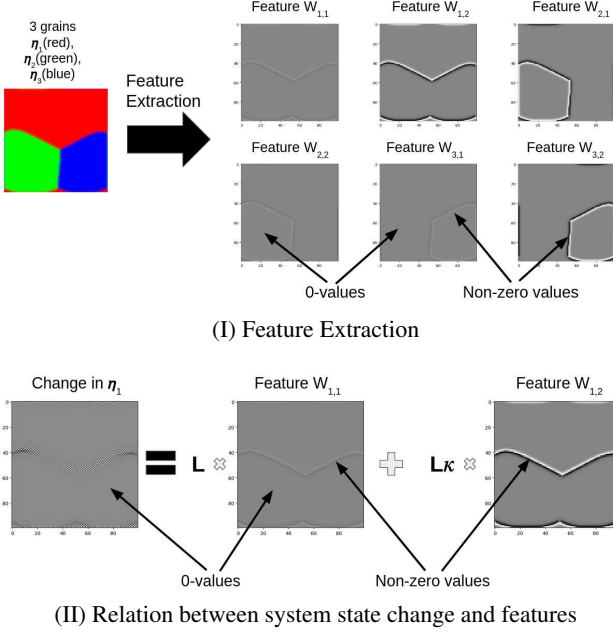 3 grains
η1(red),
η2(green),
η3(blue)
Feature
Extraction
Feature W1,1
Feature W1,2
Feature W2,1
Feature W2,2
Feature W3,1
Feature W3,2
0-values
Non-zero values
(I) Feature Extraction
Change in η1
Feature W1,1
Feature W1,2
L
Lκ
0-values
Non-zero values
(II) Relation between system state change and features